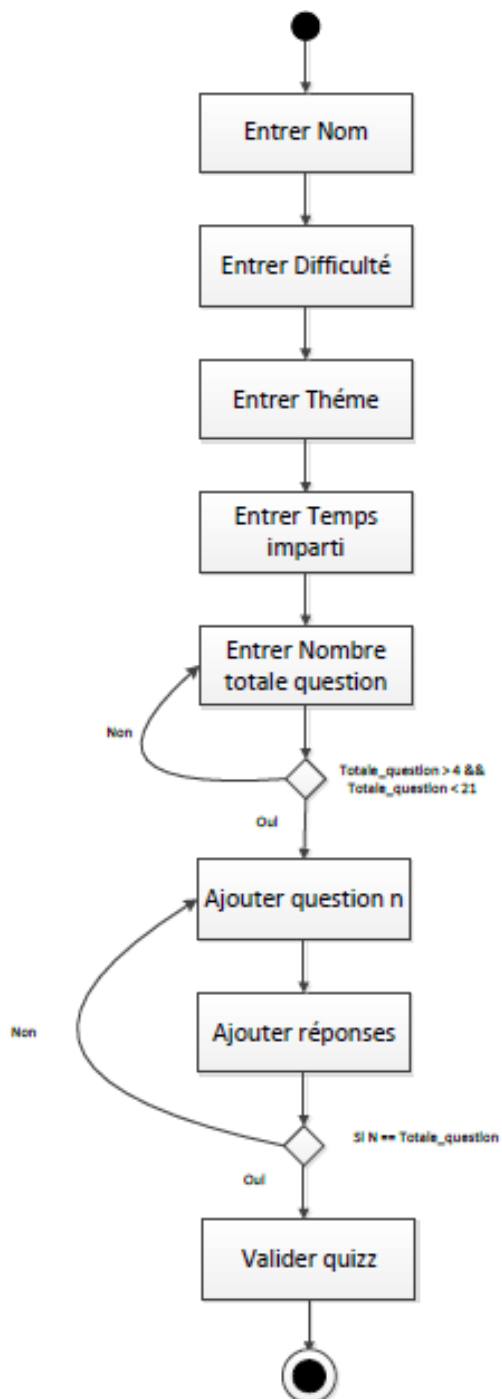 Entrer Nom
Entrer Difficulté
Entrer Théme
Entrer Temps
imparti
Entrer Nombre
totale question
Non
Totale_question > 4 &&
Totale_question < 21
Oui
Ajouter question n
Ajouter réponses
Non
Si N == Totale_question
Oui
Valider quizz